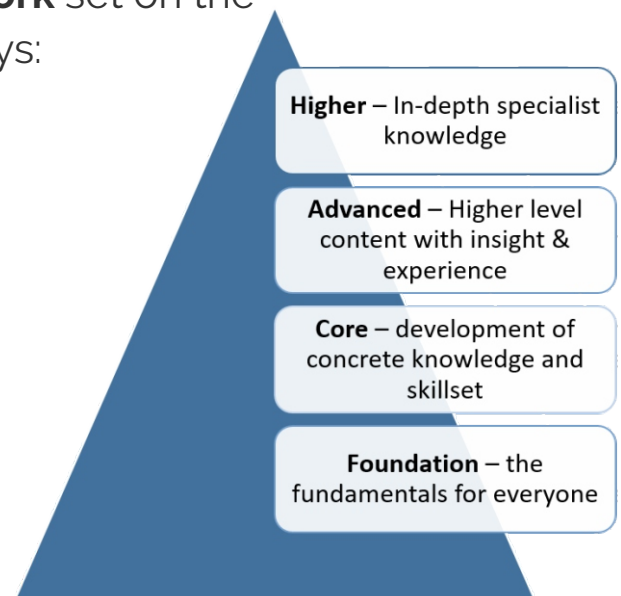 set on the
ys:
Higher – In-depth specialist
knowledge
Advanced – Higher level
content with insight &
experience
Core – development of
concrete knowledge and
skillset
Foundation – the
fundamentals for everyone